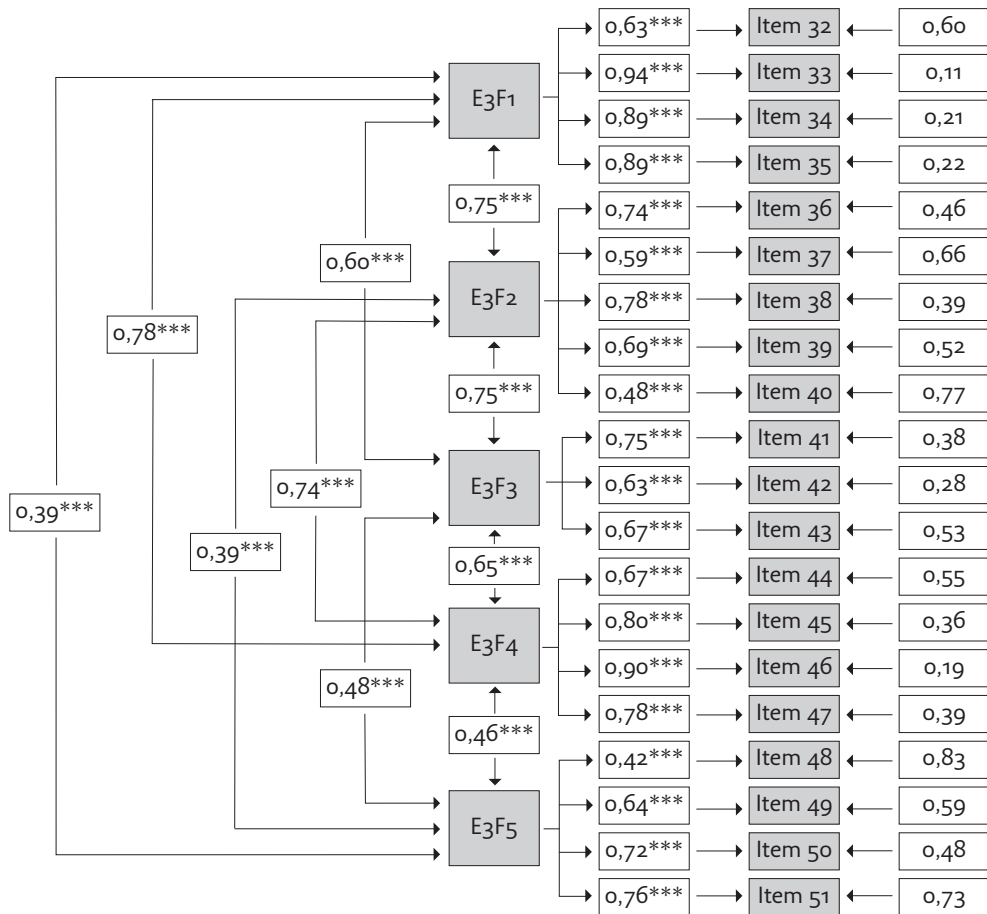 0,63*** Item 32 0,60
0,94*** Item 33 0,11
E3F1
0,89*** Item 34 0,21
0,89*** Item 35 0,22
0,75*** 0,74*** Item 36 0,46
0,60*** 0,59*** Item 37 0,66
E3F2 0,78*** Item 38 0,39
0,78*** 0,69*** Item 39 0,52
0,75*** 0,48*** Item 40 0,77
0,75*** Item 41 0,38
0,74*** E3F3 0,63*** Item 42 0,28
0,39*** 0,67*** Item 43 0,53
0,39*** 0,65*** 0,67*** Item 44 0,55
0,80*** Item 45 0,36
E3F4
0,48*** 0,90*** Item 46 0,19
0,78*** Item 47 0,39
0,46*** 0,42*** Item 48 0,83
0,64*** Item 49 0,59
E3F5
0,72*** Item 50 0,48
0,76*** Item 51 0,73